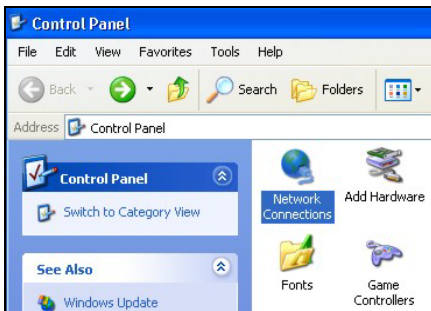 Control Panel
File Edit View Favorites Tools Help
Back Search Folders
Address Control Panel
Control Panel
Switch to Category View
See Also
Windows Update
Network Connections
Add Hardware
Fonts
Game Controllers